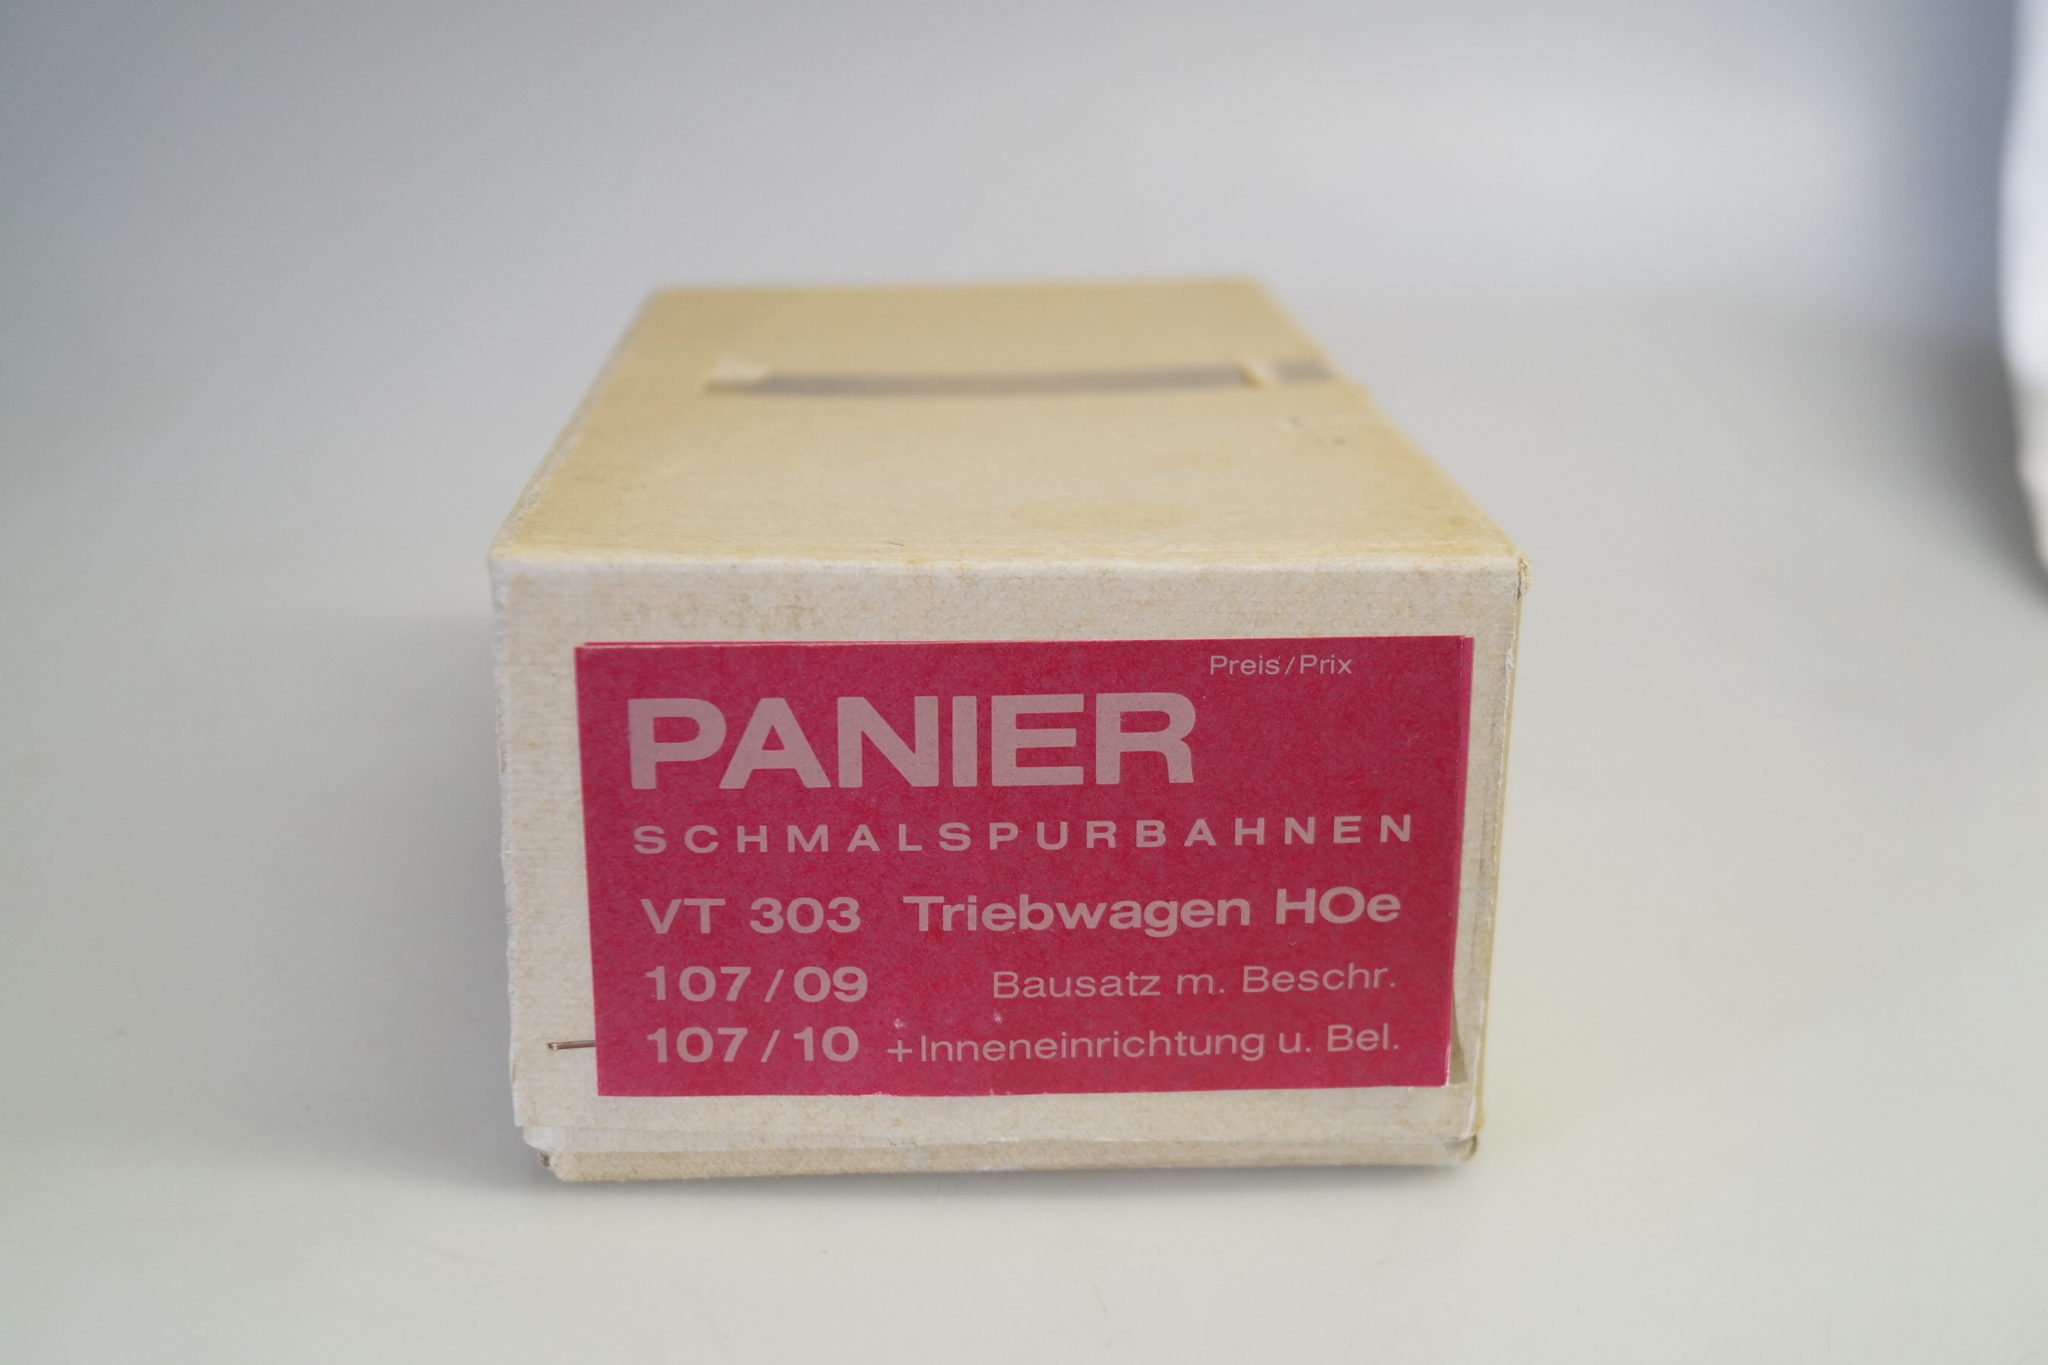 Preis/Prix
PANIER
SCHMALSPURBAHNEN
VT 303 Triebwagen HOe
107/09 Bausatz m. Beschr.
107/10 +Inneneinrichtung u. Bel.